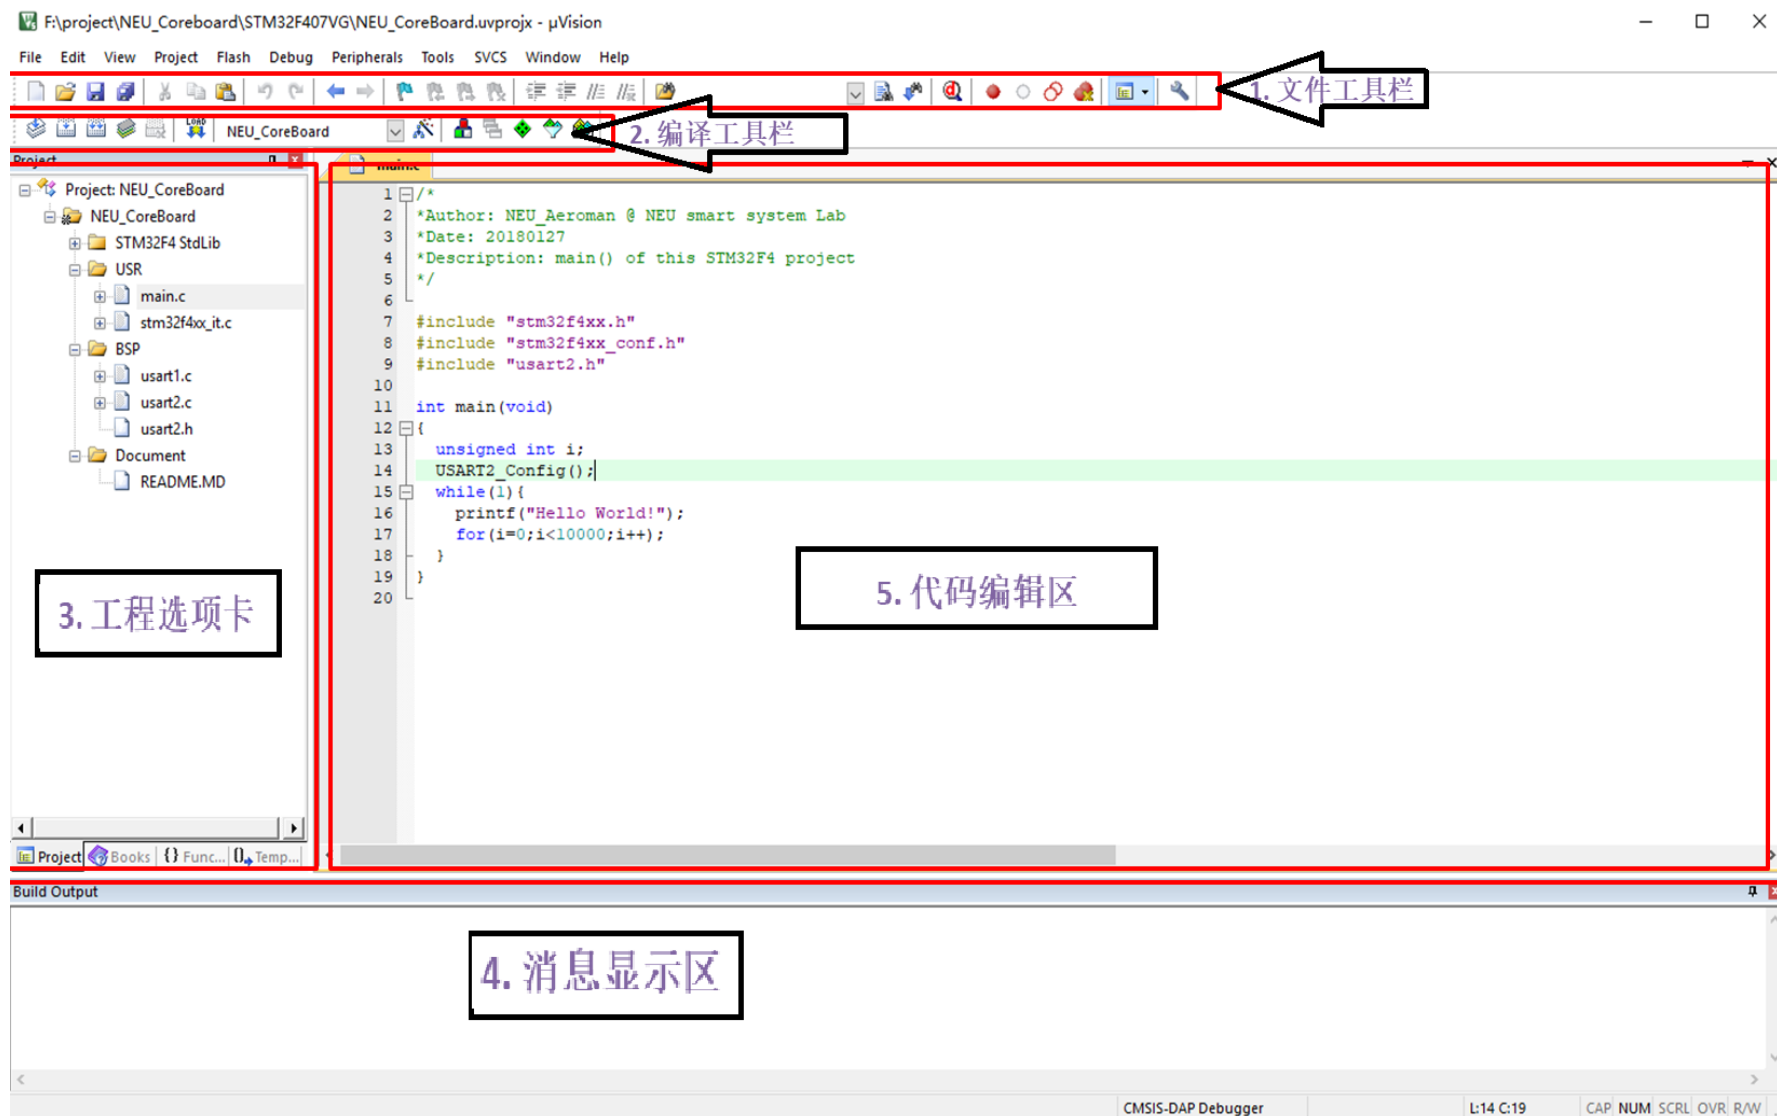 F:\project\NEU_Coreboard\STM32F407VG\NEU_CoreBoard.uvprojx - µVision
File Edit View Project Flash Debug Peripherals Tools SVCS Window Help
1. 文件工具栏
LOAD NEU_CoreBoard
2. 编译工具栏
Project
main.c
Project: NEU_CoreBoard
NEU_CoreBoard
STM32F4 StdLib
USR
main.c
stm32f4xx_it.c
BSP
usart1.c
usart2.c
usart2.h
Document
README.MD
3. 工程选项卡
Project Books {} Func... Temp...
1 /*
2 *Author: NEU_Aeroman @ NEU smart system Lab
3 *Date: 20180127
4 *Description: main() of this STM32F4 project
5 */
6
7 #include "stm32f4xx.h"
8 #include "stm32f4xx_conf.h"
9 #include "usart2.h"
10
11 int main(void)
12 {
13 unsigned int i;
14 USART2_Config();
15 while(1){
16 printf("Hello World!");
17 for(i=0;i<10000;i++);
18 }
19 }
20
5. 代码编辑区
Build Output
4. 消息显示区
CMSIS-DAP Debugger L:14 C:19 CAP NUM SCRL OVR R/W